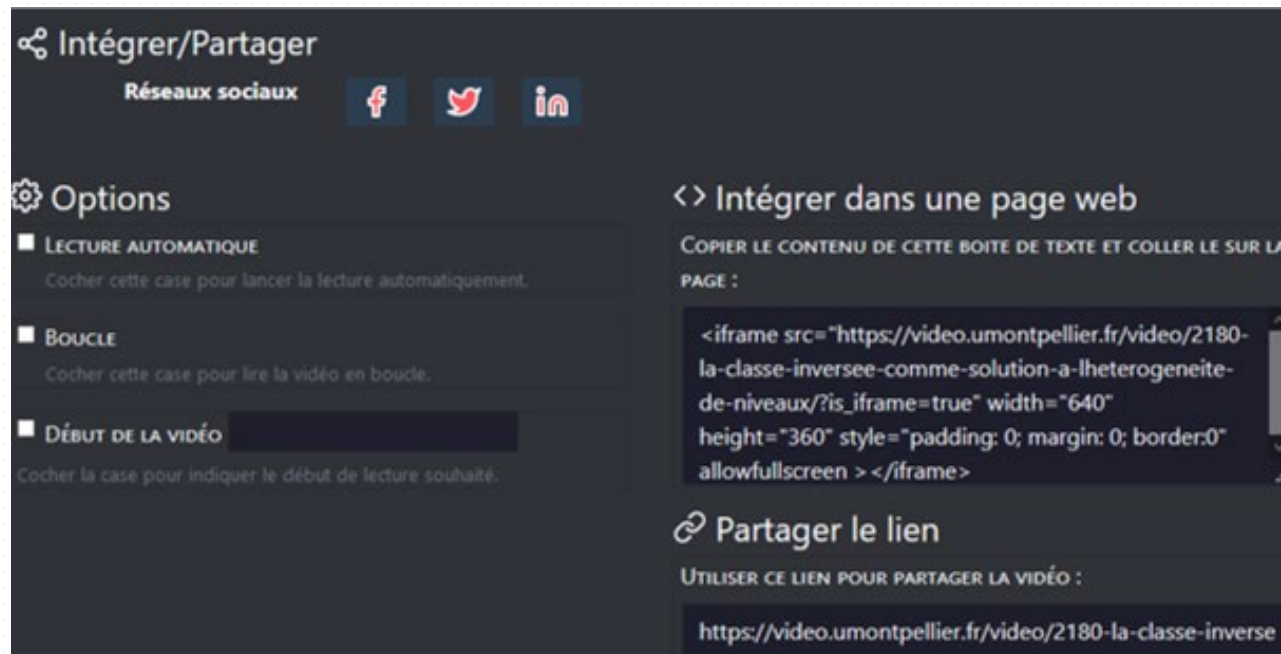 Intégrer/Partager
Réseaux sociaux
Options
LECTURE AUTOMATIQUE
Cocher cette case pour lancer la lecture automatiquement.
BOUCLE
Cocher cette case pour lire la vidéo en boucle.
DÉBUT DE LA VIDÉO
Cocher la case pour indiquer le début de lecture souhaité.
<> Intégrer dans une page web
COPIER LE CONTENU DE CETTE BOITE DE TEXTE ET COLLER LE SUR LA
PAGE :
<iframe src="https://video.umontpellier.fr/video/2180-
la-classe-inversee-comme-solution-a-lheterogeneite-
de-niveaux/?is_iframe=true" width="640"
height="360" style="padding: 0; margin: 0; border:0"
allowfullscreen ></iframe>
Partager le lien
UTILISER CE LIEN POUR PARTAGER LA VIDÉO :
https://video.umontpellier.fr/video/2180-la-classe-inverse